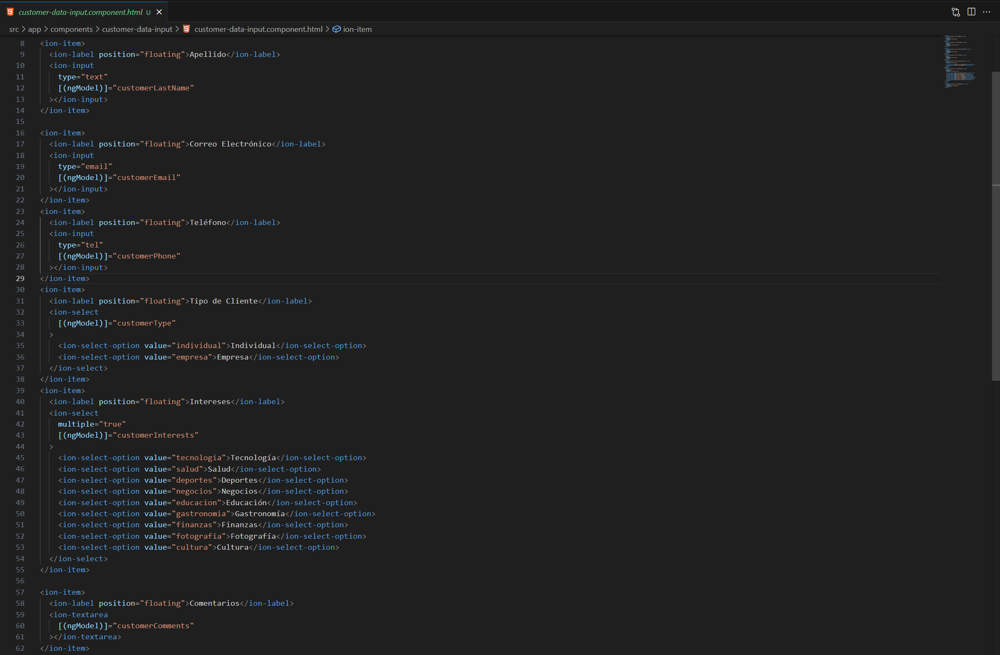 customer-data-input.component.html U
src > app > components > customer-data-input > customer-data-input.component.html > ion-item
8 <ion-item>
9 <ion-label position="floating">Apellido</ion-label>
10 <ion-input
11 type="text"
12 [(ngModel)]="customerLastName"
13 ></ion-input>
14 </ion-item>
15
16 <ion-item>
17 <ion-label position="floating">Correo Electrónico</ion-label>
18 <ion-input
19 type="email"
20 [(ngModel)]="customerEmail"
21 ></ion-input>
22 </ion-item>
23 <ion-item>
24 <ion-label position="floating">Teléfono</ion-label>
25 <ion-input
26 type="tel"
27 [(ngModel)]="customerPhone"
28 ></ion-input>
29 </ion-item>
30 <ion-item>
31 <ion-label position="floating">Tipo de Cliente</ion-label>
32 <ion-select
33 [(ngModel)]="customerType"
34 >
35 <ion-select-option value="individual">Individual</ion-select-option>
36 <ion-select-option value="empresa">Empresa</ion-select-option>
37 </ion-select>
38 </ion-item>
39 <ion-item>
40 <ion-label position="floating">Intereses</ion-label>
41 <ion-select
42 multiple="true"
43 [(ngModel)]="customerInterests"
44 >
45 <ion-select-option value="tecnologia">Tecnología</ion-select-option>
46 <ion-select-option value="salud">Salud</ion-select-option>
47 <ion-select-option value="deportes">Deportes</ion-select-option>
48 <ion-select-option value="negocios">Negocios</ion-select-option>
49 <ion-select-option value="educacion">Educación</ion-select-option>
50 <ion-select-option value="gastronomia">Gastronomía</ion-select-option>
51 <ion-select-option value="finanzas">Finanzas</ion-select-option>
52 <ion-select-option value="fotografia">Fotografía</ion-select-option>
53 <ion-select-option value="cultura">Cultura</ion-select-option>
54 </ion-select>
55 </ion-item>
56
57 <ion-item>
58 <ion-label position="floating">Comentarios</ion-label>
59 <ion-textarea
60 [(ngModel)]="customerComments"
61 ></ion-textarea>
62 </ion-item>